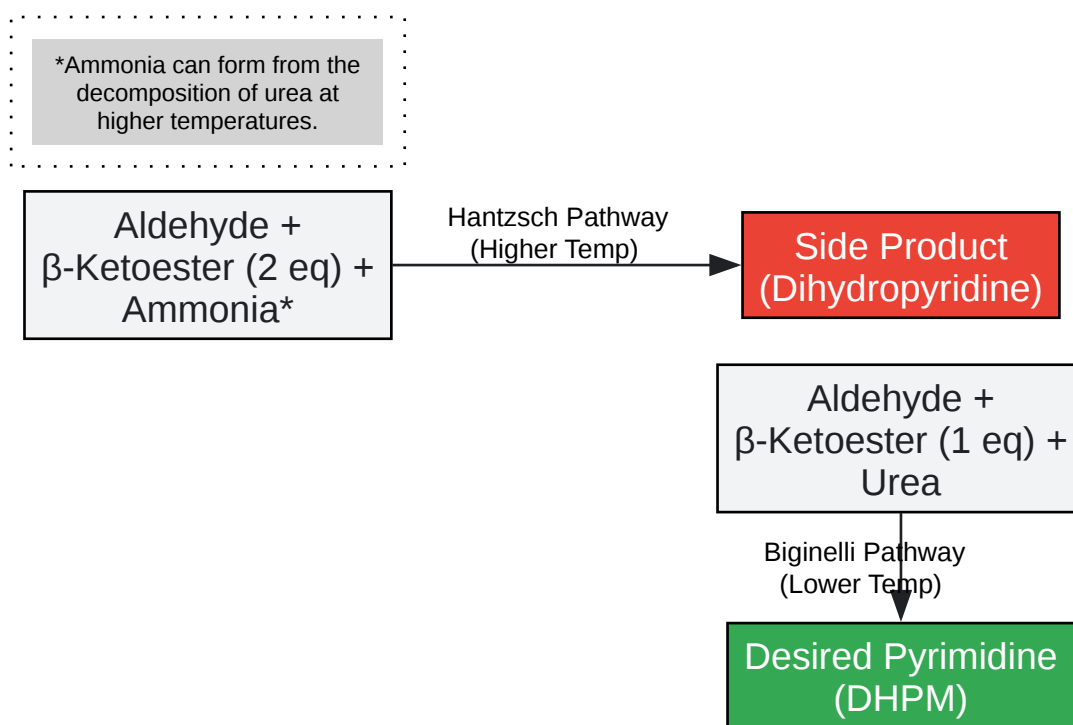 *Ammonia can form from the
decomposition of urea at
higher temperatures.
Aldehyde +
β-Ketoester (2 eq) +
Ammonia*
Hantzsch Pathway
(Higher Temp)
Side Product
(Dihydropyridine)
Aldehyde +
β-Ketoester (1 eq) +
Urea
Biginelli Pathway
(Lower Temp)
Desired Pyrimidine
(DHPM)